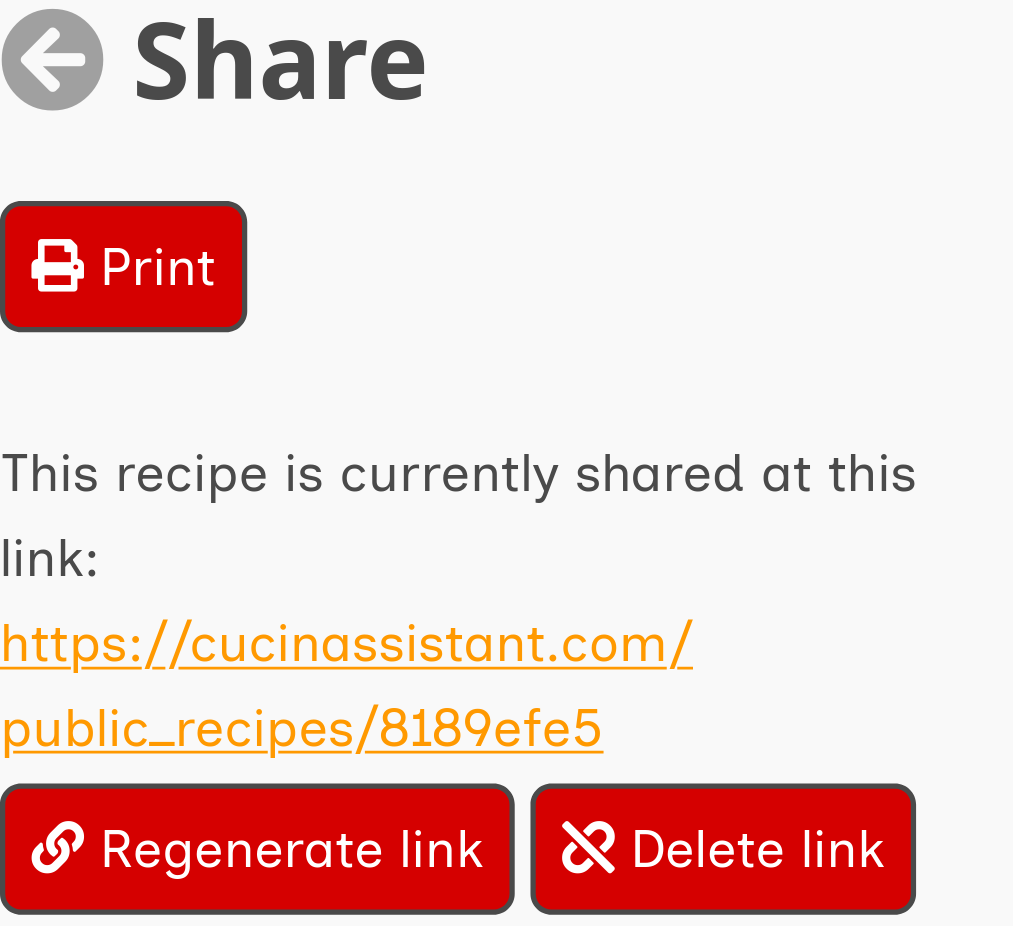 Share
Print
This recipe is currently shared at this
link:
https://cucinassistant.com/
public_recipes/8189efe5
Regenerate link Delete link